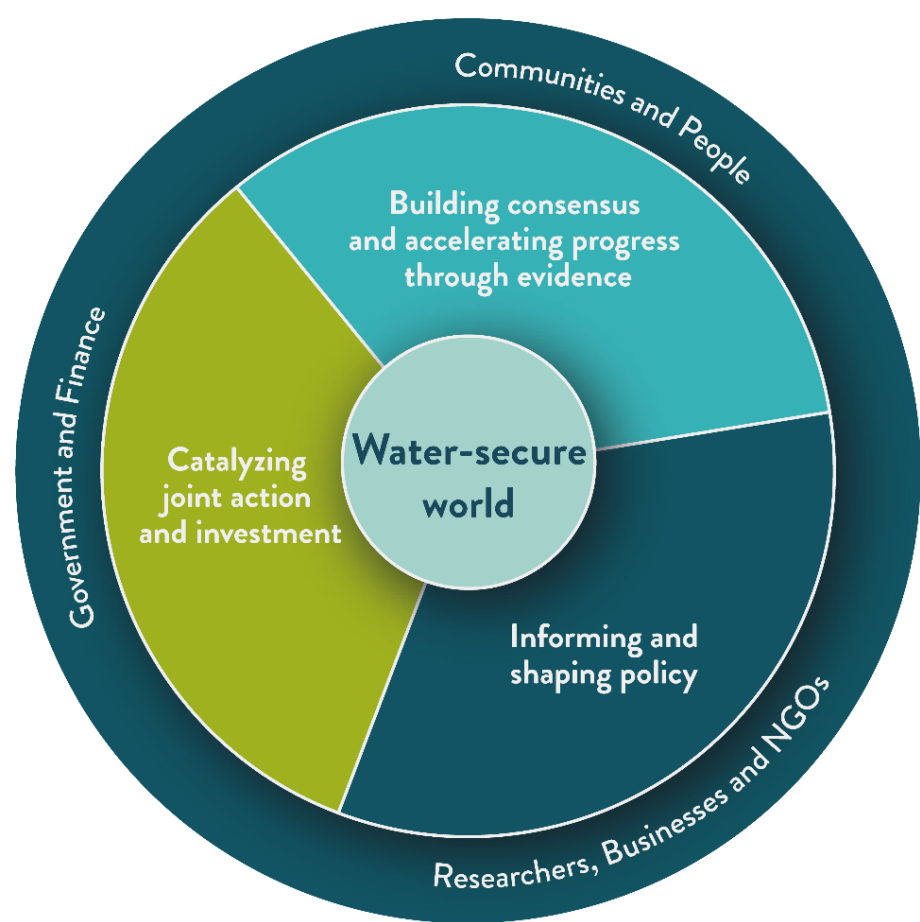 Communities and People
Building consensus
and accelerating progress
through evidence
Government and Finance
Water-secure
world
Catalyzing
joint action
and investment
Informing and
shaping policy
Researchers, Businesses and NGOs